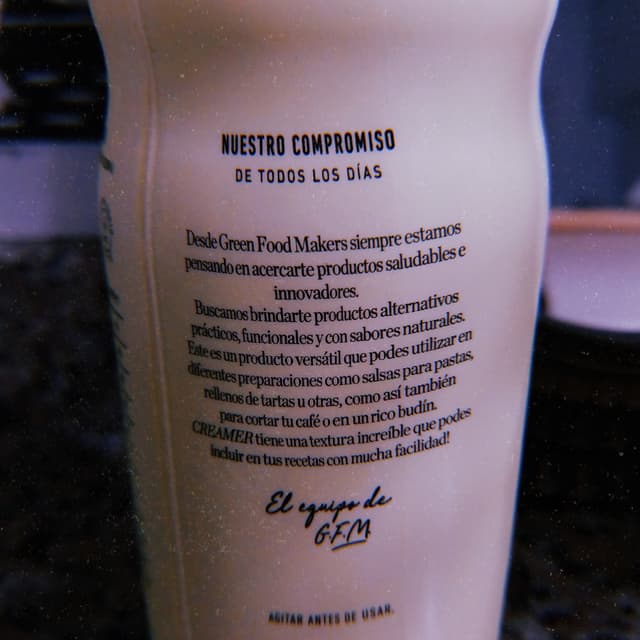 NUESTRO COMPROMISO
DE TODOS LOS DÍAS
Desde Green Food Makers siempre estamos
pensando en acercarte productos saludables e
innovadores.
Buscamos brindarte productos alternativos
prácticos, funcionales y con sabores naturales.
Este es un producto versátil que podes utilizar en
diferentes preparaciones como salsas para pastas,
rellenos de tartas u otras, como así también
para cortar tu café o en un rico budín.
CREAMER tiene una textura increíble que podes
incluir en tus recetas con mucha facilidad!
El equipo de
G.F.M.
AGITAR ANTES DE USAR.